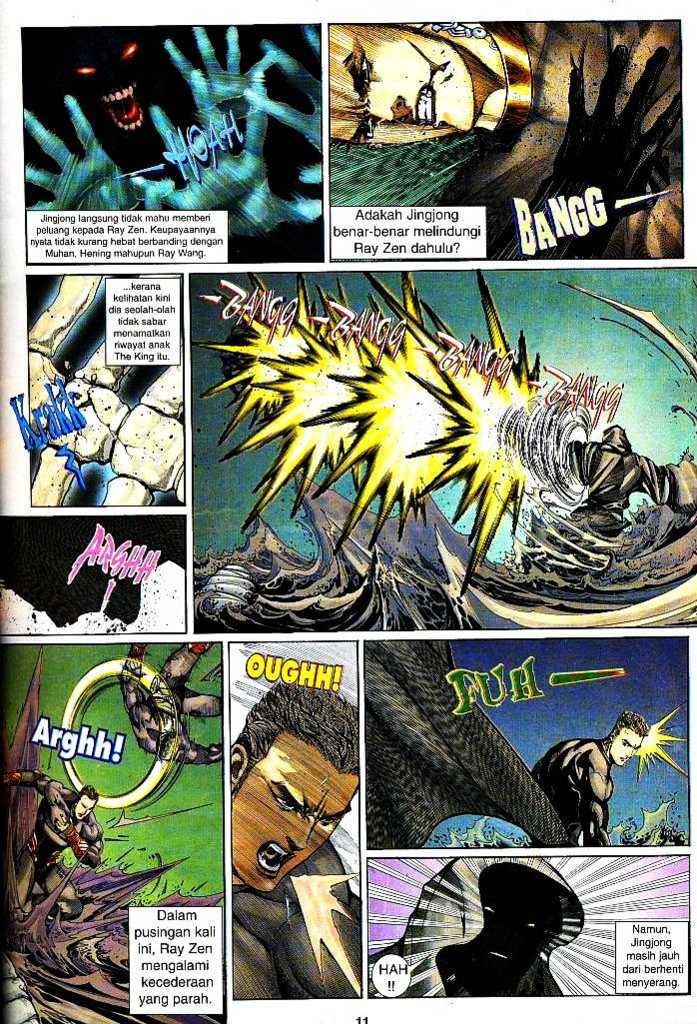 HOAH
Jingjong langsung tidak mahu memberi
peluang kepada Ray Zen. Keupayaannya
nyata tidak kurang hebat berbanding dengan
Muhan, Hening mahupun Ray Wang.
Adakah Jingjong
benar-benar melindungi
Ray Zen dahulu?
BANGG
...kerana
kelihatan kini
dia seolah-olah
tidak sabar
menamatkan
riwayat anak
The King itu.
Krakk
BANGG
BANGG
BANGG
BANGG
ARGHH
!
Arghh!
Dalam
pusingan kali
ini, Ray Zen
mengalami
kecederaan
yang parah.
OUGHH!
FUH
HAH
!!
Namun,
Jingjong
masih jauh
dari berhenti
menyerang.
11